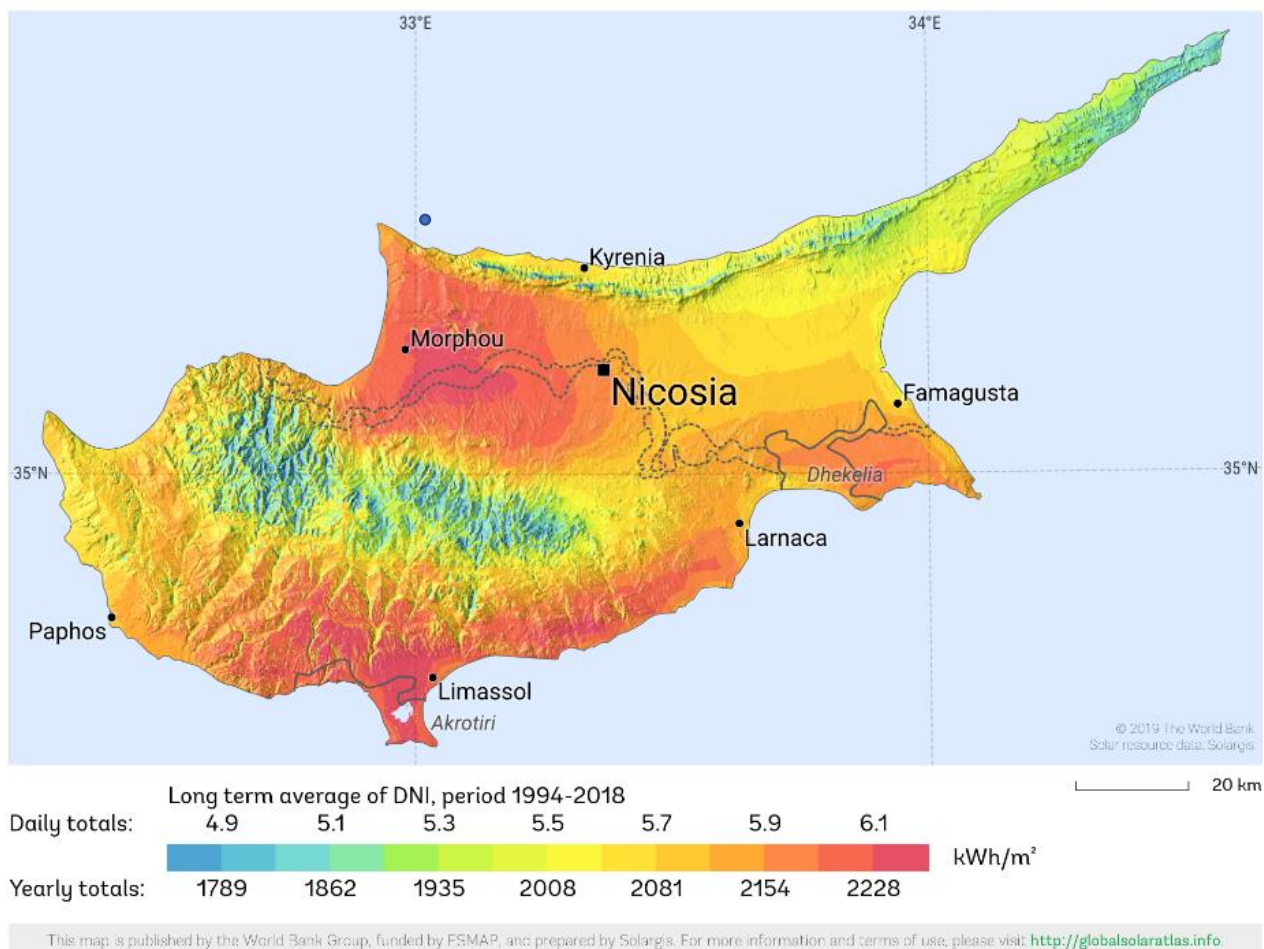 33°E
34°E
Kyrenia
Morphou
Nicosia
Famagusta
35°N
35°N
Dhekelia
Larnaca
Paphos
Limassol
Akrotiri
© 2019 The World Bank
Solar resource data: Solargis
20 km
Long term average of DNI, period 1994-2018
Daily totals: 4.9 5.1 5.3 5.5 5.7 5.9 6.1
kWh/m²
Yearly totals: 1789 1862 1935 2008 2081 2154 2228
This map is published by the World Bank Group, funded by ESMAP, and prepared by Solargis. For more information and terms of use, please visit http://globalsolaratlas.info.